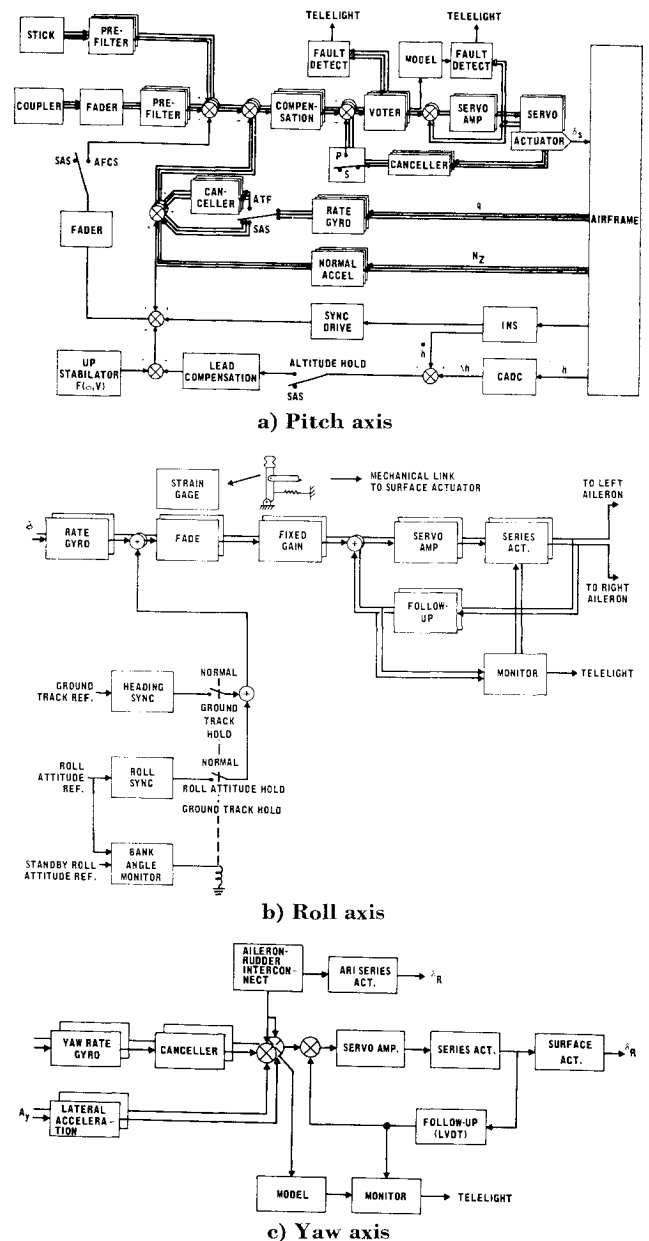 TELELIGHT
TELELIGHT
STICK
PRE-
FILTER
FAULT
DETECT
MODEL
FAULT
DETECT
COUPLER
FADER
PRE-
FILTER
COMPEN-
SATION
VOTER
SERVO
AMP
SERVO
ACTUATOR
δs
SAS
AFCS
P
S
CANCELLER
CAN-
CELLER
ATF
SAS
RATE
GYRO
q
AIRFRAME
FADER
NORMAL
ACCEL
NZ
SYNC
DRIVE
INS
UP
STABILATOR
LEAD
COMPENSATION
ALTITUDE HOLD
SAS
CADC
h
a) Pitch axis
STRAIN
GAGE
MECHANICAL LINK
TO SURFACE ACTUATOR
TO LEFT
AILERON
RATE
GYRO
FADE
FIXED
GAIN
SERVO
AMP
SERIES
ACT.
TO RIGHT
AILERON
FOLLOW-
UP
MONITOR
TELELIGHT
NORMAL
GROUND
TRACK REF.
HEADING
SYNC
GROUND
TRACK
HOLD
NORMAL
ROLL
ATTITUDE
REF.
ROLL
SYNC
ROLL ATTITUDE HOLD
GROUND TRACK HOLD
STANDBY ROLL
ATTITUDE REF.
BANK
ANGLE
MONITOR
b) Roll axis
AILERON-
RUDDER
INTERCON-
NECT
ARI SERIES
ACT.
δR
YAW RATE
GYRO
CANCELLER
SERVO AMP.
SERIES ACT.
SURFACE
ACT.
δR
Ay
LATERAL
ACCELERA-
TION
FOLLOW-UP
(LVDT)
MODEL
MONITOR
TELELIGHT
c) Yaw axis